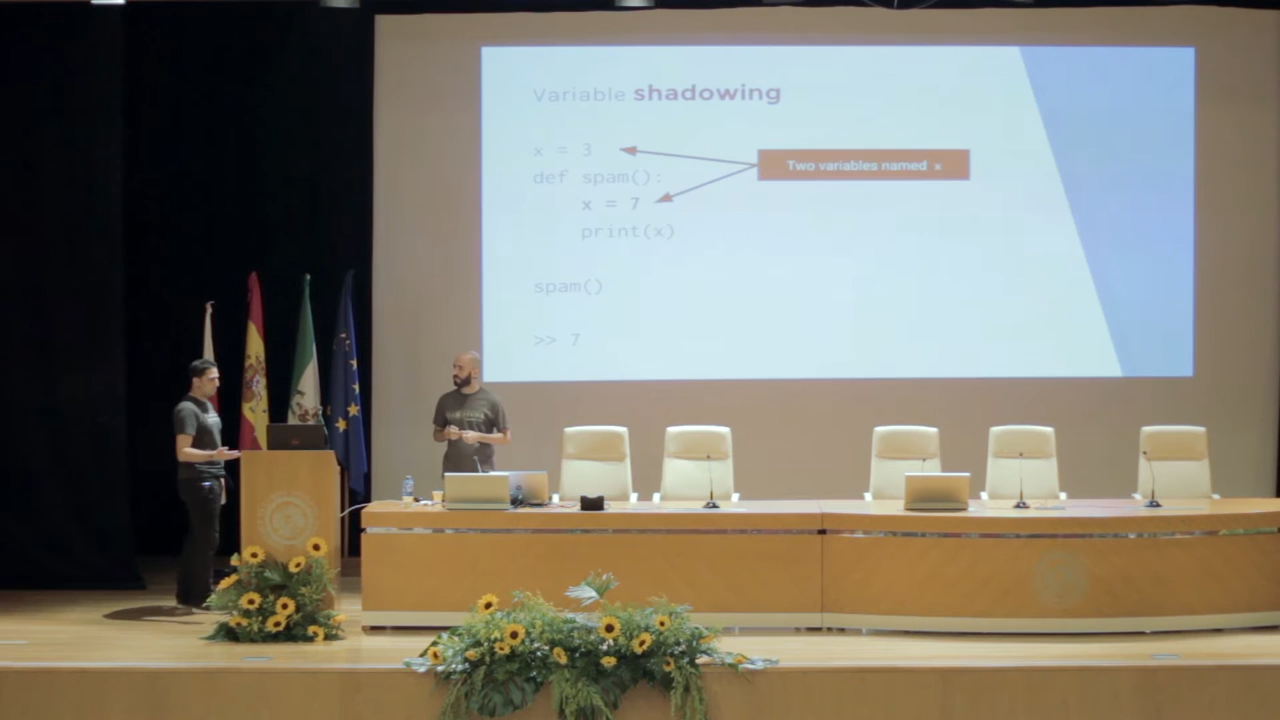 Variable shadowing
x = 3
def spam():
x = 7
print(x)
spam()
>> 7
Two variables named x